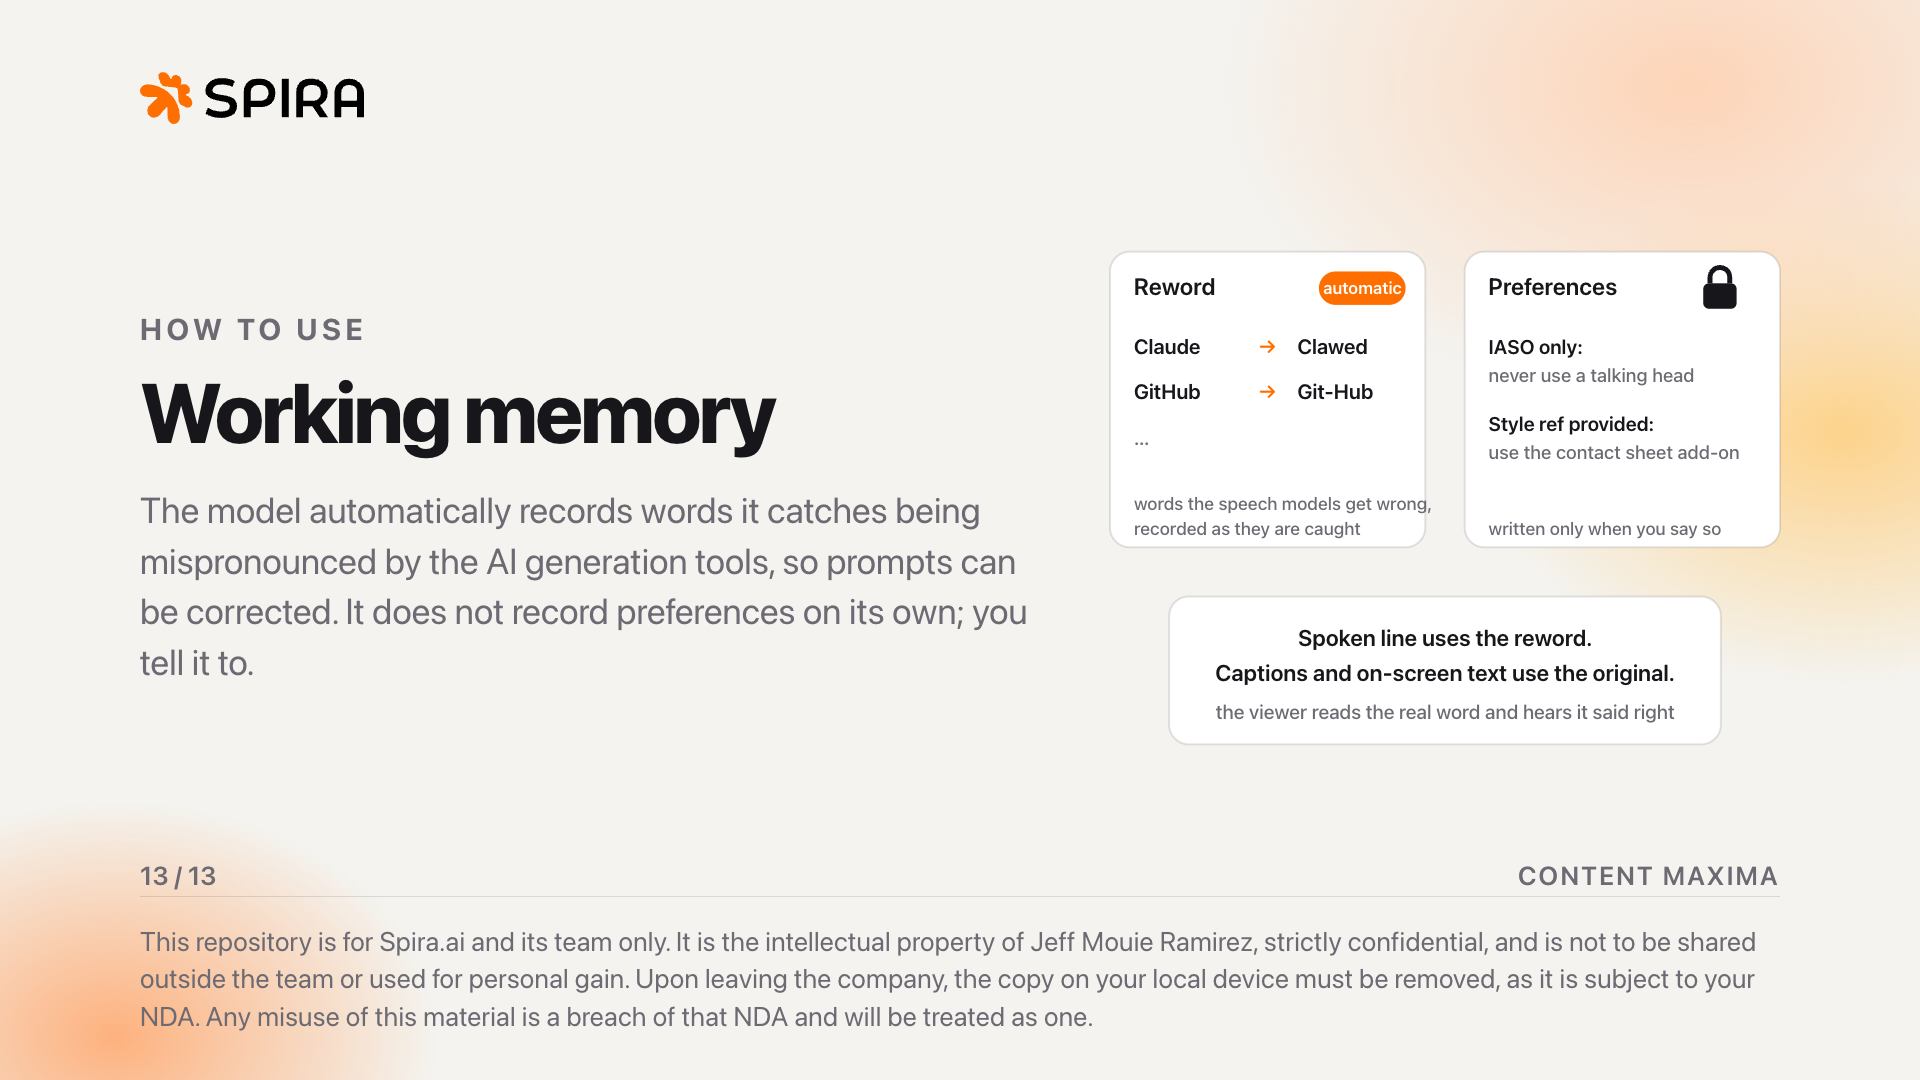 SPIRA
HOW TO USE
Working memory
The model automatically records words it catches being
mispronounced by the AI generation tools, so prompts can
be corrected. It does not record preferences on its own; you
tell it to.
Reword
automatic
Claude → Clawed
GitHub → Git-Hub
...
words the speech models get wrong,
recorded as they are caught
Preferences
IASO only:
never use a talking head
Style ref provided:
use the contact sheet add-on
written only when you say so
Spoken line uses the reword.
Captions and on-screen text use the original.
the viewer reads the real word and hears it said right
13 / 13
CONTENT MAXIMA
This repository is for Spira.ai and its team only. It is the intellectual property of Jeff Mouie Ramirez, strictly confidential, and is not to be shared
outside the team or used for personal gain. Upon leaving the company, the copy on your local device must be removed, as it is subject to your
NDA. Any misuse of this material is a breach of that NDA and will be treated as one.